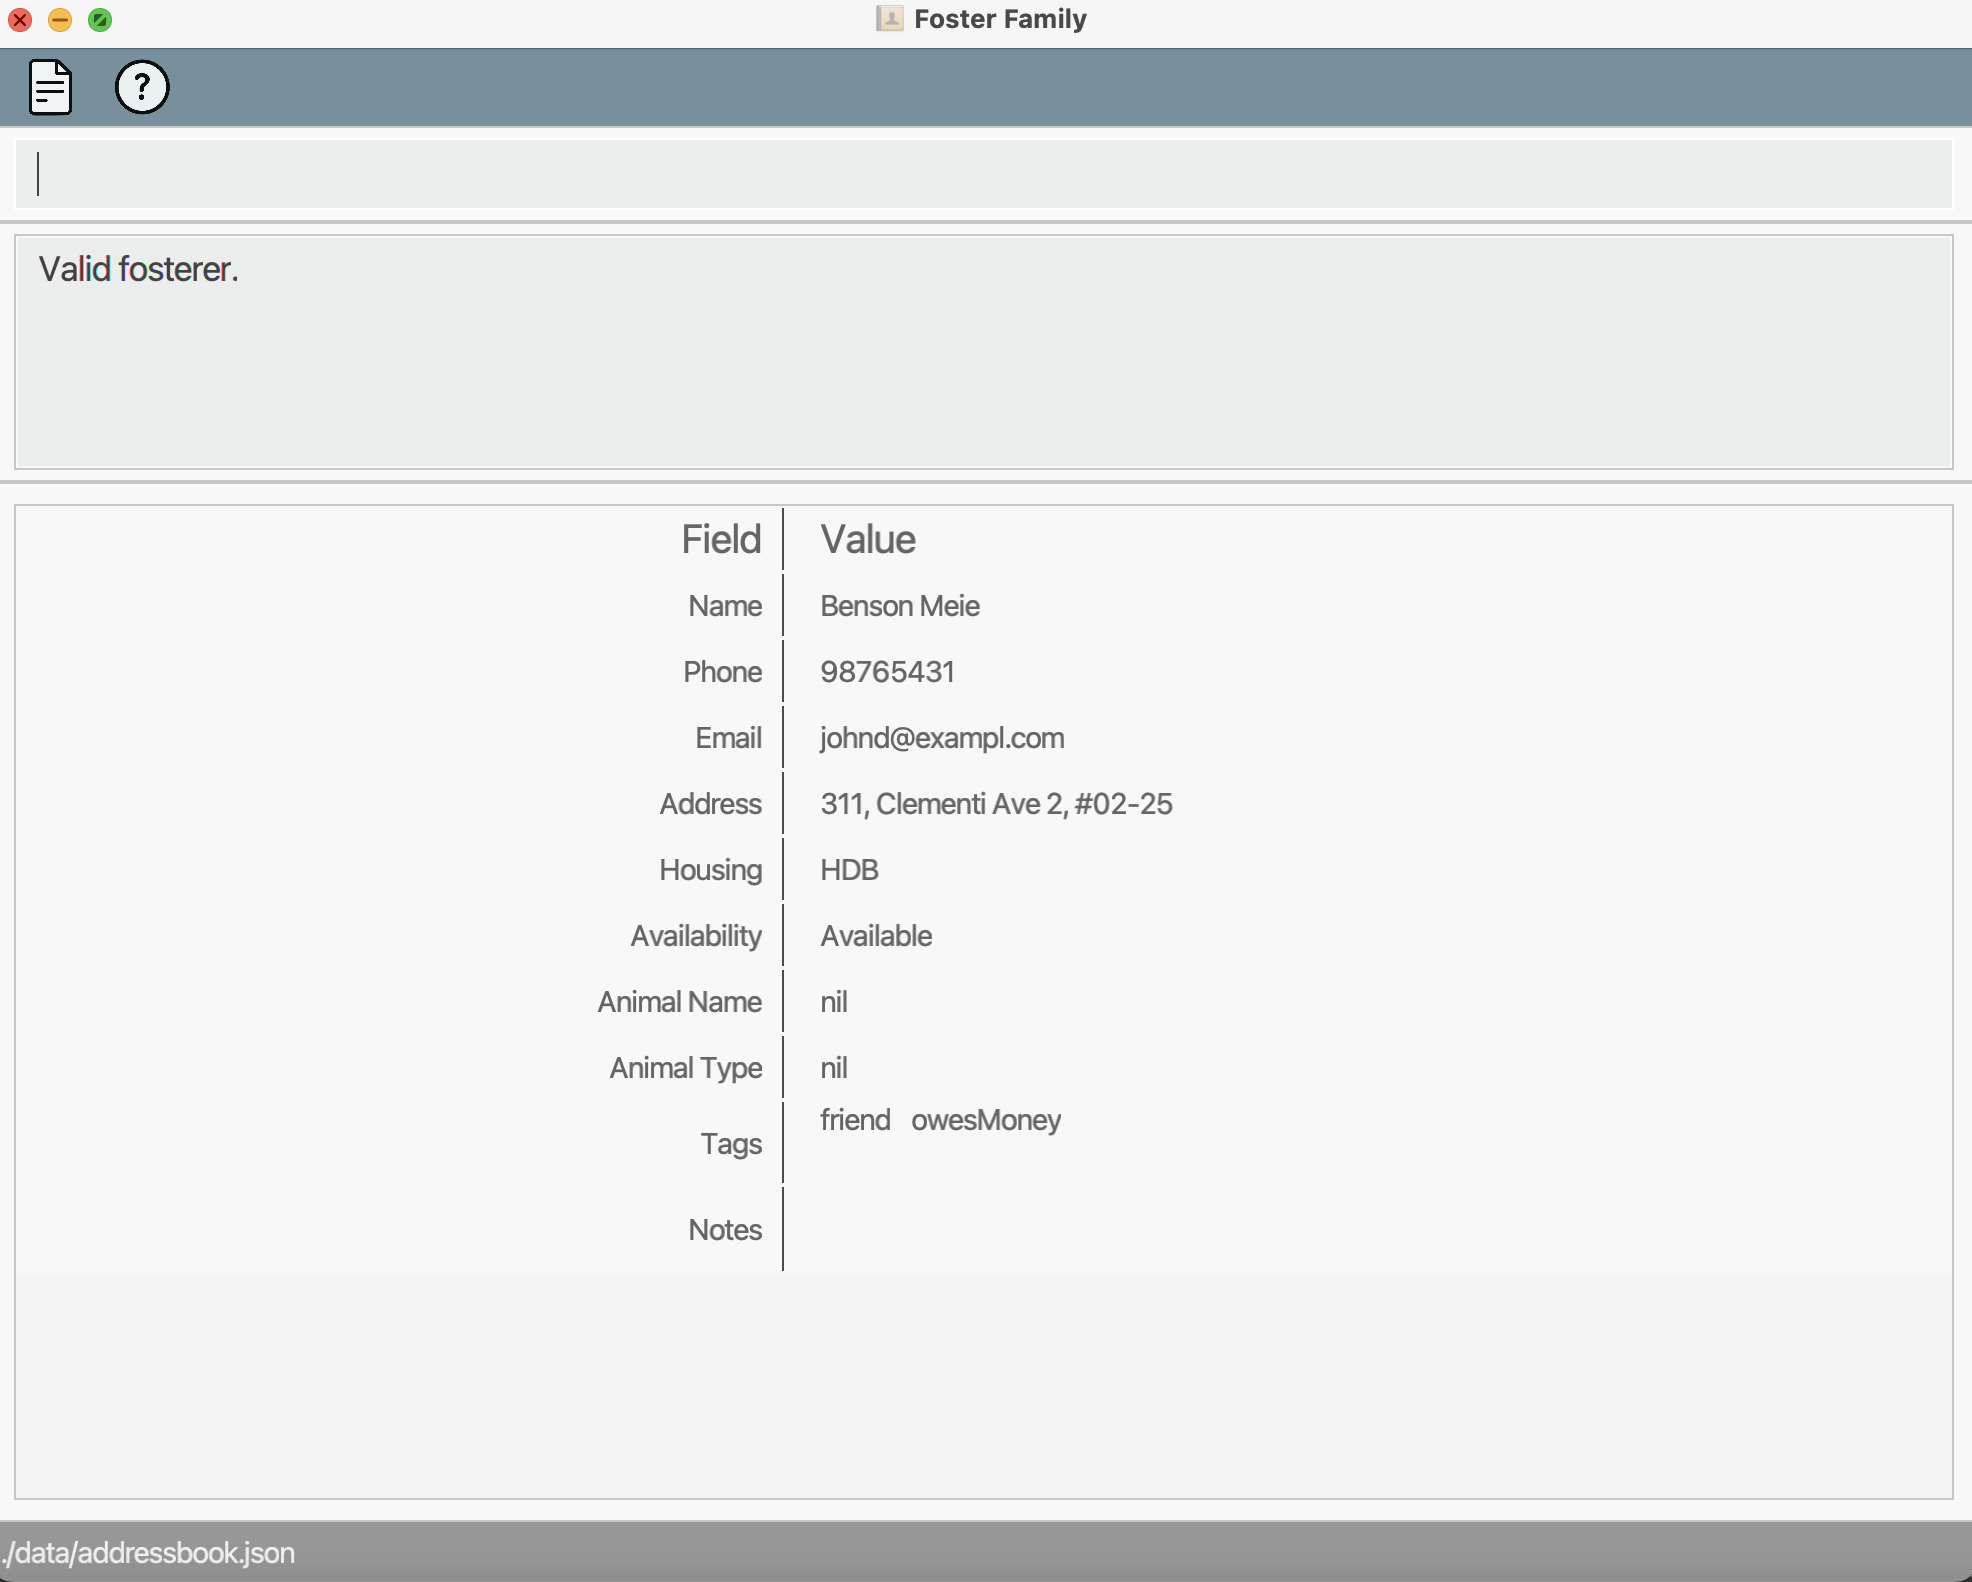 Foster Family
?
Valid fosterer.
Field Value
Name Benson Meie
Phone 98765431
Email johnd@exampl.com
Address 311, Clementi Ave 2, #02-25
Housing HDB
Availability Available
Animal Name nil
Animal Type nil
Tags friend owesMoney
Notes
./data/addressbook.json